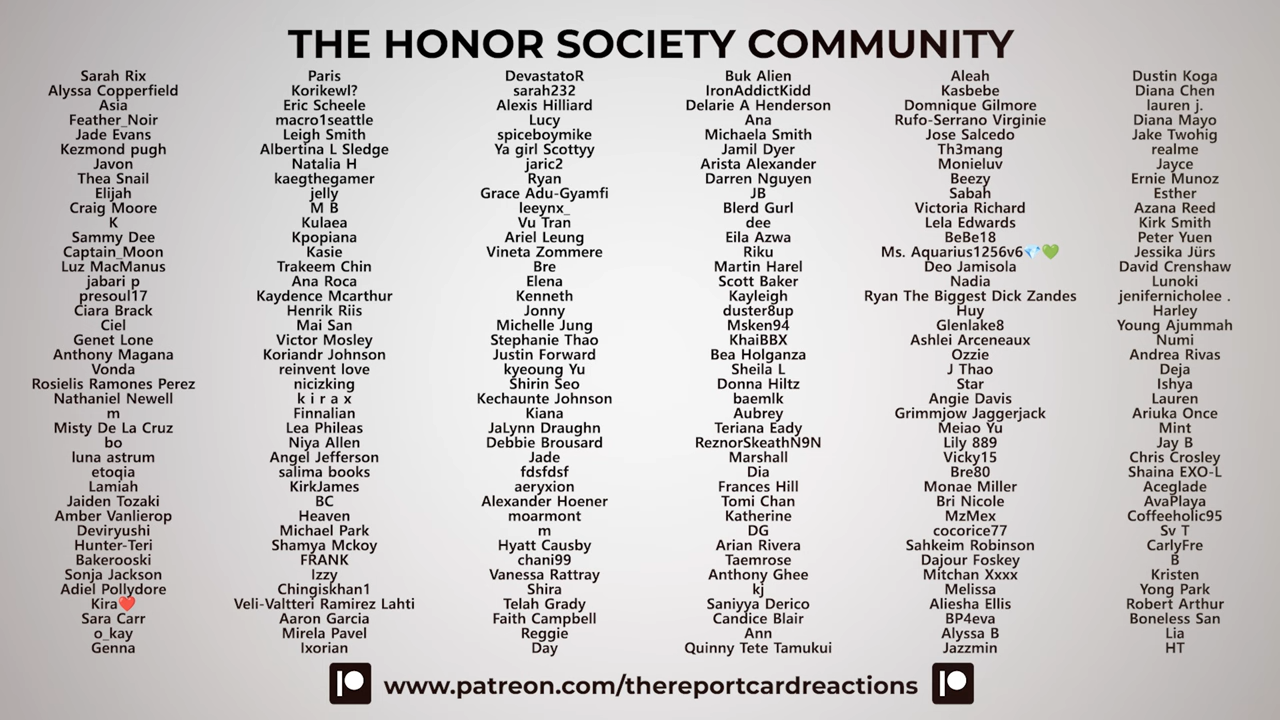 THE HONOR SOCIETY COMMUNITY
Sarah Rix
Alyssa Copperfield
Asia
Feather_Noir
Jade Evans
Kezmond pugh
Javon
Thea Snail
Elijah
Craig Moore
K
Sammy Dee
Captain_Moon
Luz MacManus
jabari p
presoul17
Ciara Brack
Ciel
Genet Lone
Anthony Magana
Vonda
Rosielis Ramones Perez
Nathaniel Newell
m
Misty De La Cruz
bo
luna astrum
etoqia
Lamiah
Jaiden Tozaki
Amber Vanlierop
Deviryushi
Hunter-Teri
Bakerooski
Sonja Jackson
Adiel Pollydore
Kira❤️
Sara Carr
o_kay
Genna
Paris
Korikewl?
Eric Scheele
macro1seattle
Leigh Smith
Albertina L Sledge
Natalia H
kaegthegamer
jelly
M B
Kulaea
Kpopiana
Kasie
Trakeem Chin
Ana Roca
Kaydence Mcarthur
Henrik Riis
Mai San
Victor Mosley
Koriandr Johnson
reinvent love
nicizking
k i r a x
Finnalian
Lea Phileas
Niya Allen
Angel Jefferson
salima books
KirkJames
BC
Heaven
Michael Park
Shamya Mckoy
FRANK
Izzy
Chingiskhan1
Veli-Valtteri Ramirez Lahti
Aaron Garcia
Mirela Pavel
Ixorian
DevastatoR
sarah232
Alexis Hilliard
Lucy
spiceboymike
Ya girl Scottyy
jaric2
Ryan
Grace Adu-Gyamfi
leeynx_
Vu Tran
Ariel Leung
Vineta Zommere
Bre
Elena
Kenneth
Jonny
Michelle Jung
Stephanie Thao
Justin Forward
kyeoung Yu
Shirin Seo
Kechaunte Johnson
Kiana
JaLynn Draughn
Debbie Brousard
Jade
fdsfdsf
aeryxion
Alexander Hoener
moarmont
m
Hyatt Causby
chani99
Vanessa Rattray
Shira
Telah Grady
Faith Campbell
Reggie
Day
Buk Alien
IronAddictKidd
Delarie A Henderson
Ana
Michaela Smith
Jamil Dyer
Arista Alexander
Darren Nguyen
JB
Blerd Gurl
dee
Eila Azwa
Riku
Martin Harel
Scott Baker
Kayleigh
duster8up
Msken94
KhaiBBX
Bea Holganza
Sheila L
Donna Hiltz
baemlk
Aubrey
Teriana Eady
ReznorSkeathN9N
Marshall
Dia
Frances Hill
Tomi Chan
Katherine
DG
Arian Rivera
Taemrose
Anthony Ghee
kj
Saniyya Derico
Candice Blair
Ann
Quinny Tete Tamukui
Aleah
Kasbebe
Domnique Gilmore
Rufo-Serrano Virginie
Jose Salcedo
Th3mang
Monieluv
Beezy
Sabah
Victoria Richard
Lela Edwards
BeBe18
Ms. Aquarius1256v6💎💚
Deo Jamisola
Nadia
Ryan The Biggest Dick Zandes
Huy
Glenlake8
Ashlei Arceneaux
Ozzie
J Thao
Star
Angie Davis
Grimmjow Jaggerjack
Meiao Yu
Lily 889
Vicky15
Bre80
Monae Miller
Bri Nicole
MzMex
cocorice77
Sahkeim Robinson
Dajour Foskey
Mitchan Xxxx
Melissa
Aliesha Ellis
BP4eva
Alyssa B
Jazzmin
Dustin Koga
Diana Chen
lauren j.
Diana Mayo
Jake Twohig
realme
Jayce
Ernie Munoz
Esther
Azana Reed
Kirk Smith
Peter Yuen
Jessika Jürs
David Crenshaw
Lunoki
jenifernicholee .
Harley
Young Ajummah
Numi
Andrea Rivas
Deja
Ishya
Lauren
Ariuka Once
Mint
Jay B
Chris Crosley
Shaina EXO-L
Aceglade
AvaPlaya
Coffeeholic95
Sv T
CarlyFre
B
Kristen
Yong Park
Robert Arthur
Boneless San
Lia
HT
www.patreon.com/thereportcardreactions